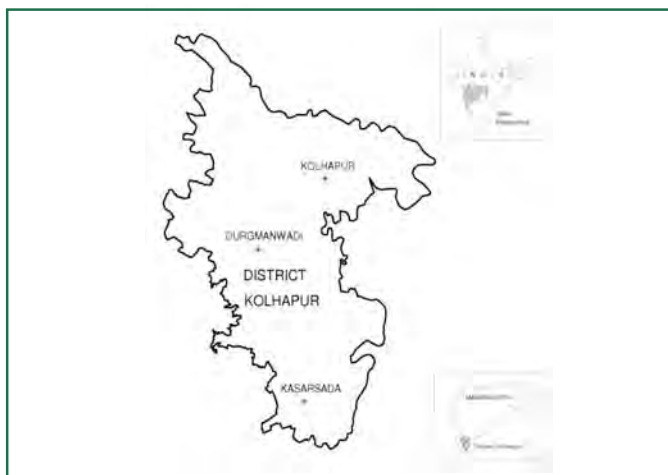 INDIA
KOLHAPUR
DURGMANWADI
DISTRICT
KOLHAPUR
KASARSADA